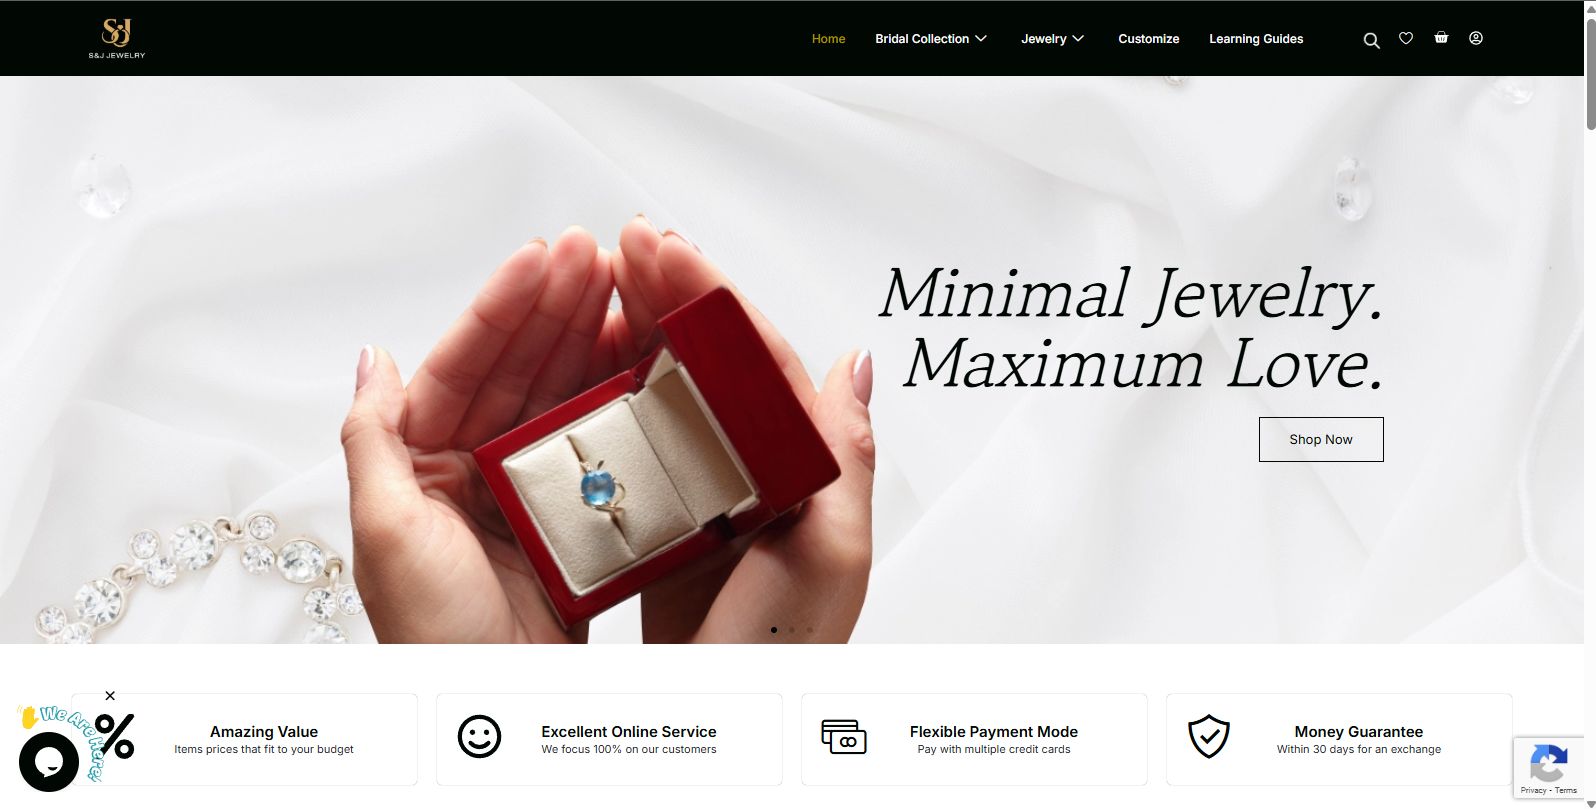 S&J
S&J JEWELRY
Home
Bridal Collection
Jewelry
Customize
Learning Guides
Minimal Jewelry.
Maximum Love.
Shop Now
We Are Here!
%
Amazing Value
Items prices that fit to your budget
Excellent Online Service
We focus 100% on our customers
Flexible Payment Mode
Pay with multiple credit cards
Money Guarantee
Within 30 days for an exchange
Privacy - Terms